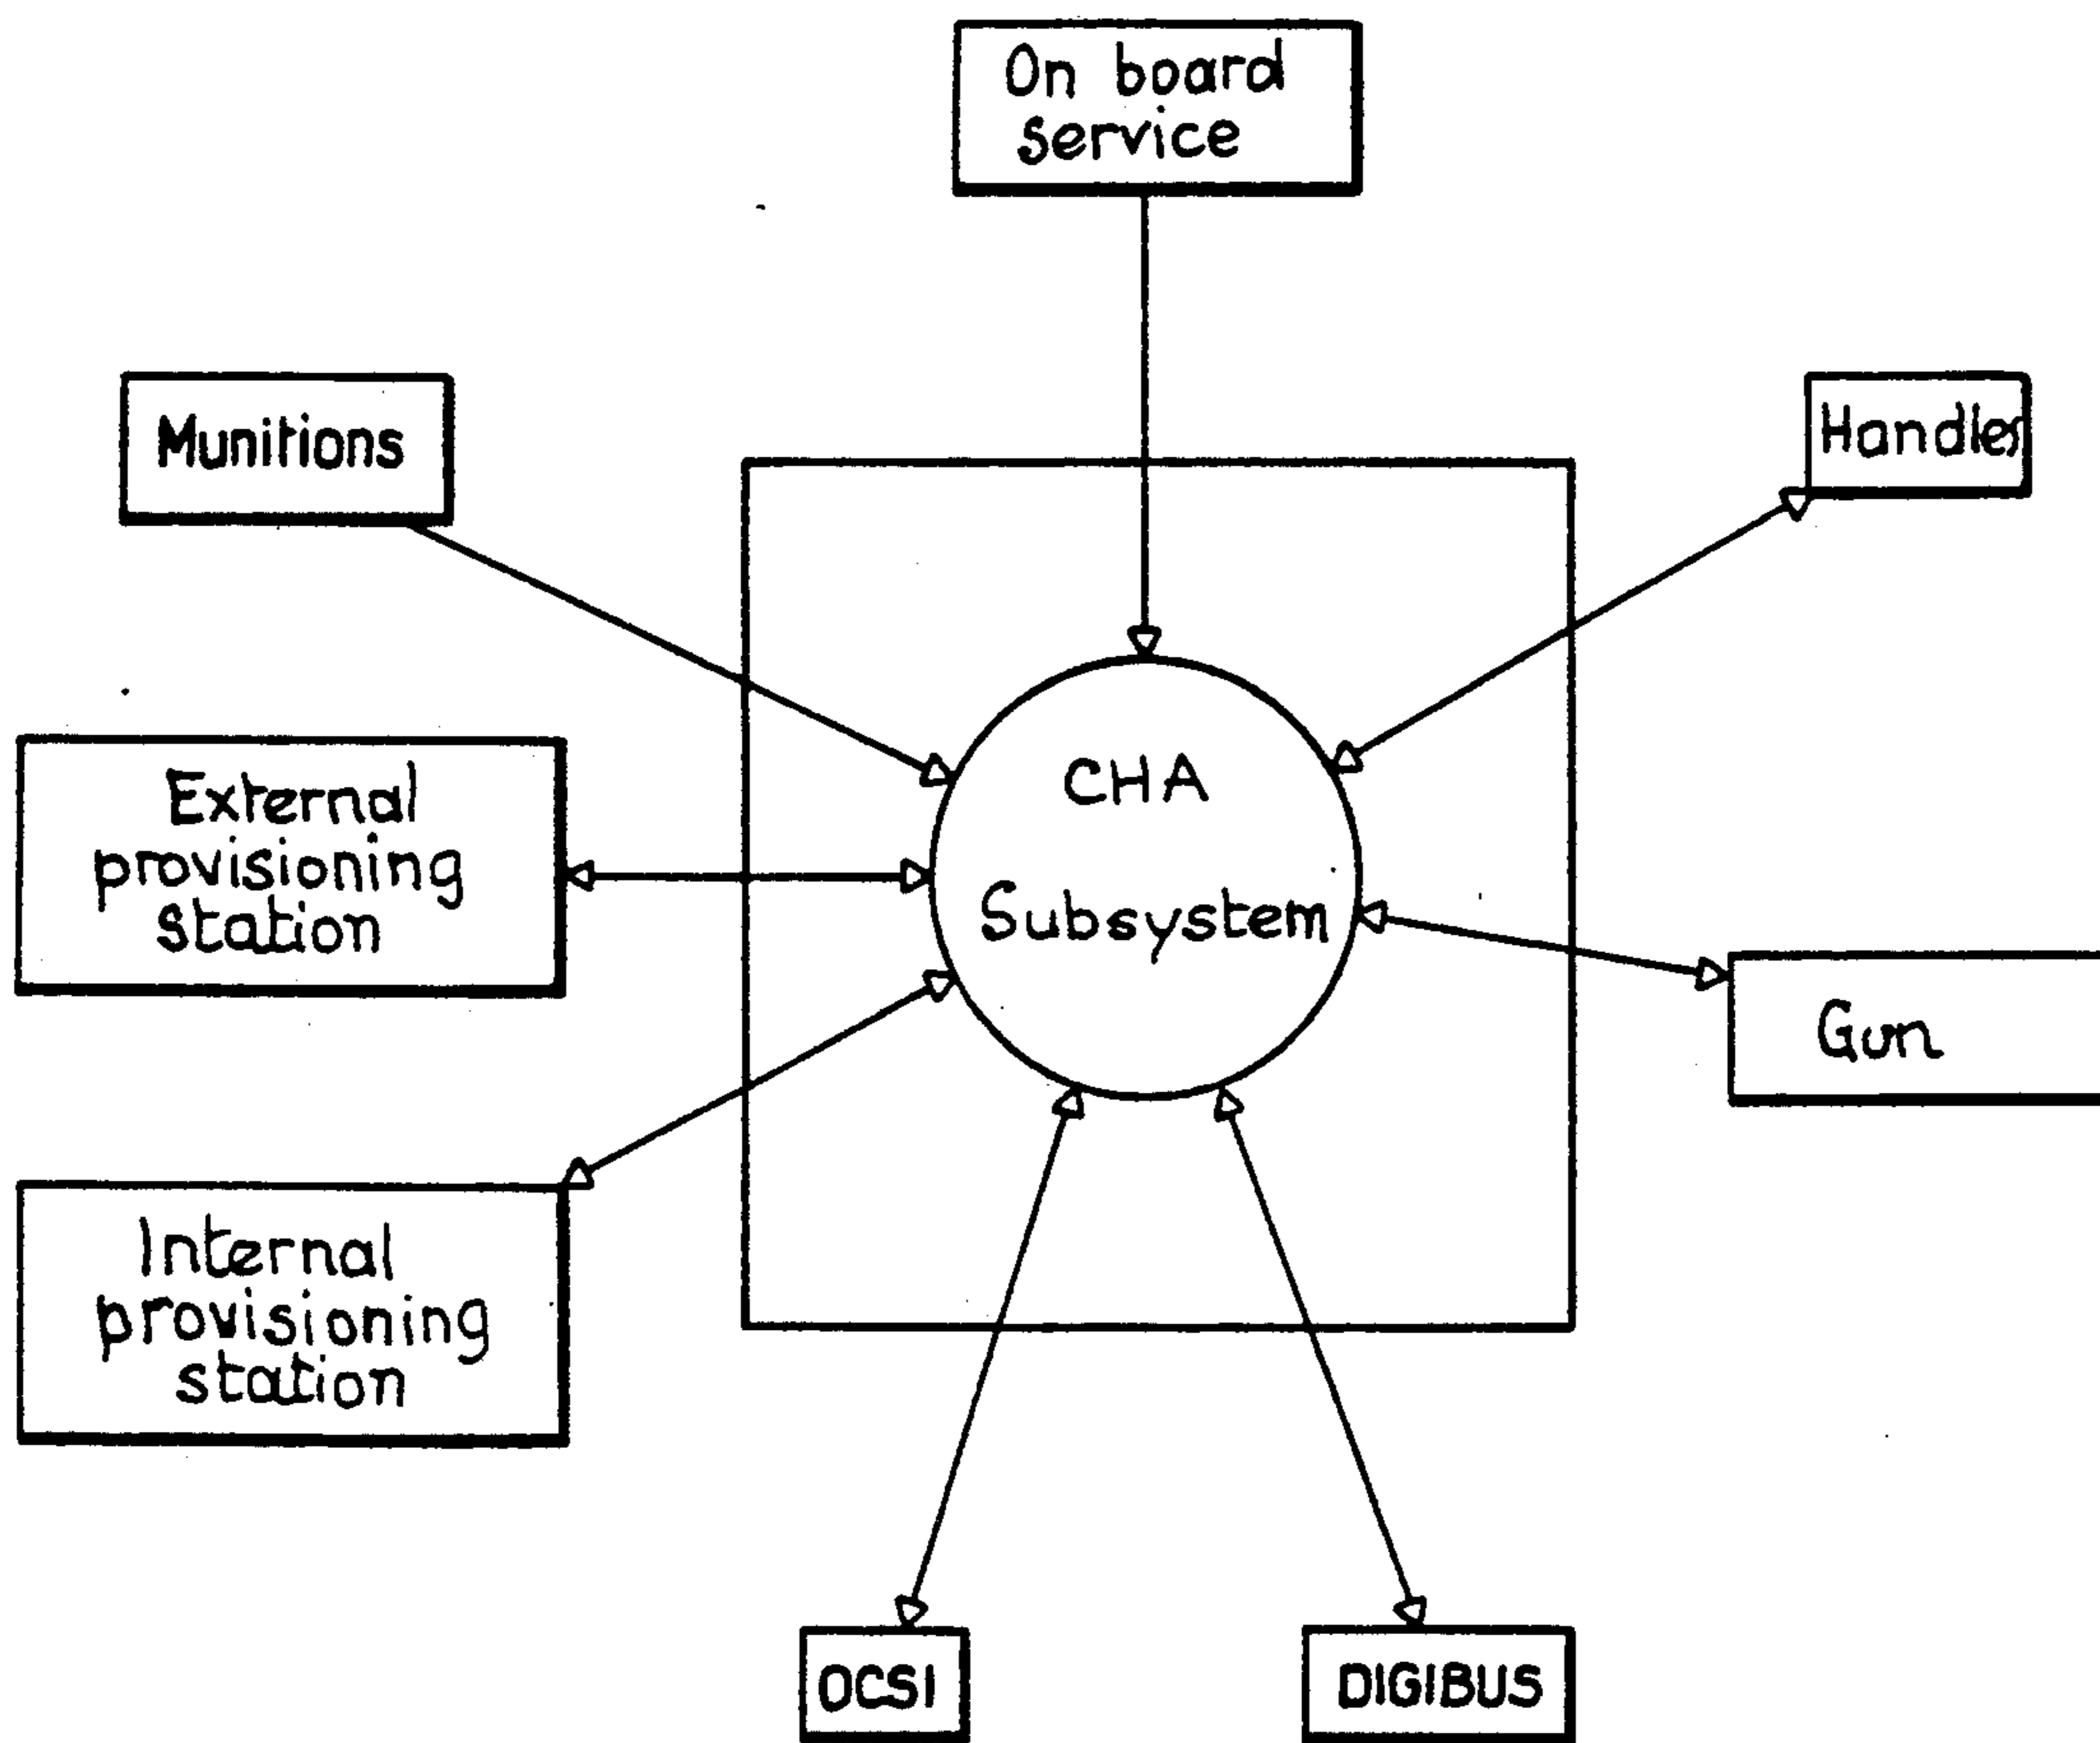 On board
service
Munitions
Handler
External
provisioning
station
CHA
Subsystem
Gun
Internal
provisioning
station
OCSI
DIGIBUS